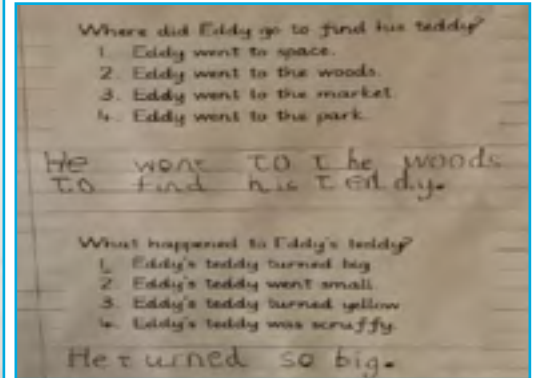 Where did Eddy go to find his teddy?
1. Eddy went to space.
2. Eddy went to the woods.
3. Eddy went to the market.
4. Eddy went to the park.
He went to the woods
to find his Teddy.
What happened to Eddy's teddy?
1. Eddy's teddy turned big
2. Eddy's teddy went small.
3. Eddy's teddy turned yellow
4. Eddy's teddy was scruffy.
He turned so big.